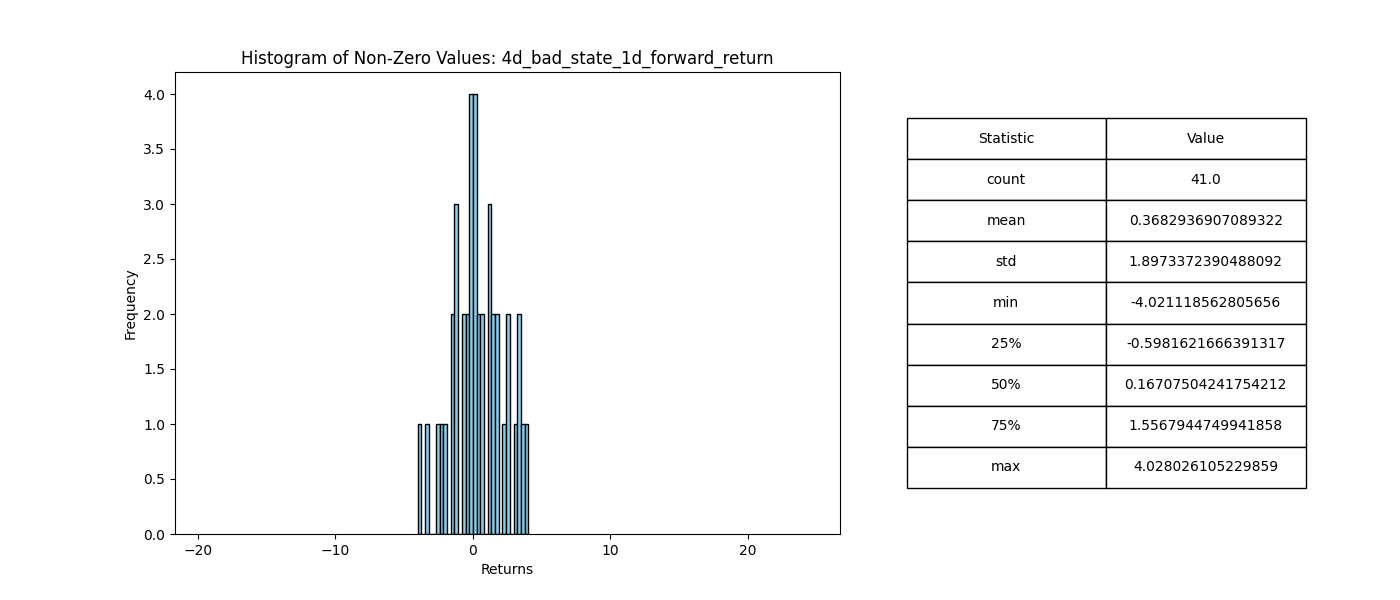 Histogram of Non-Zero Values: 4d_bad_state_1d_forward_return
4.0
3.5
3.0
2.5
2.0
1.5
1.0
0.5
0.0
Frequency
−20
−10
0
10
20
Returns
Statistic Value
count 41.0
mean 0.3682936907089322
std 1.8973372390488092
min -4.021118562805656
25% -0.5981621666391317
50% 0.16707504241754212
75% 1.5567944749941858
max 4.028026105229859